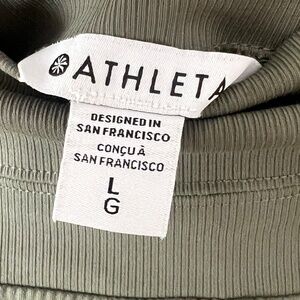 ATHLETA
DESIGNED IN
SAN FRANCISCO
CONÇU À
SAN FRANCISCO
L
G